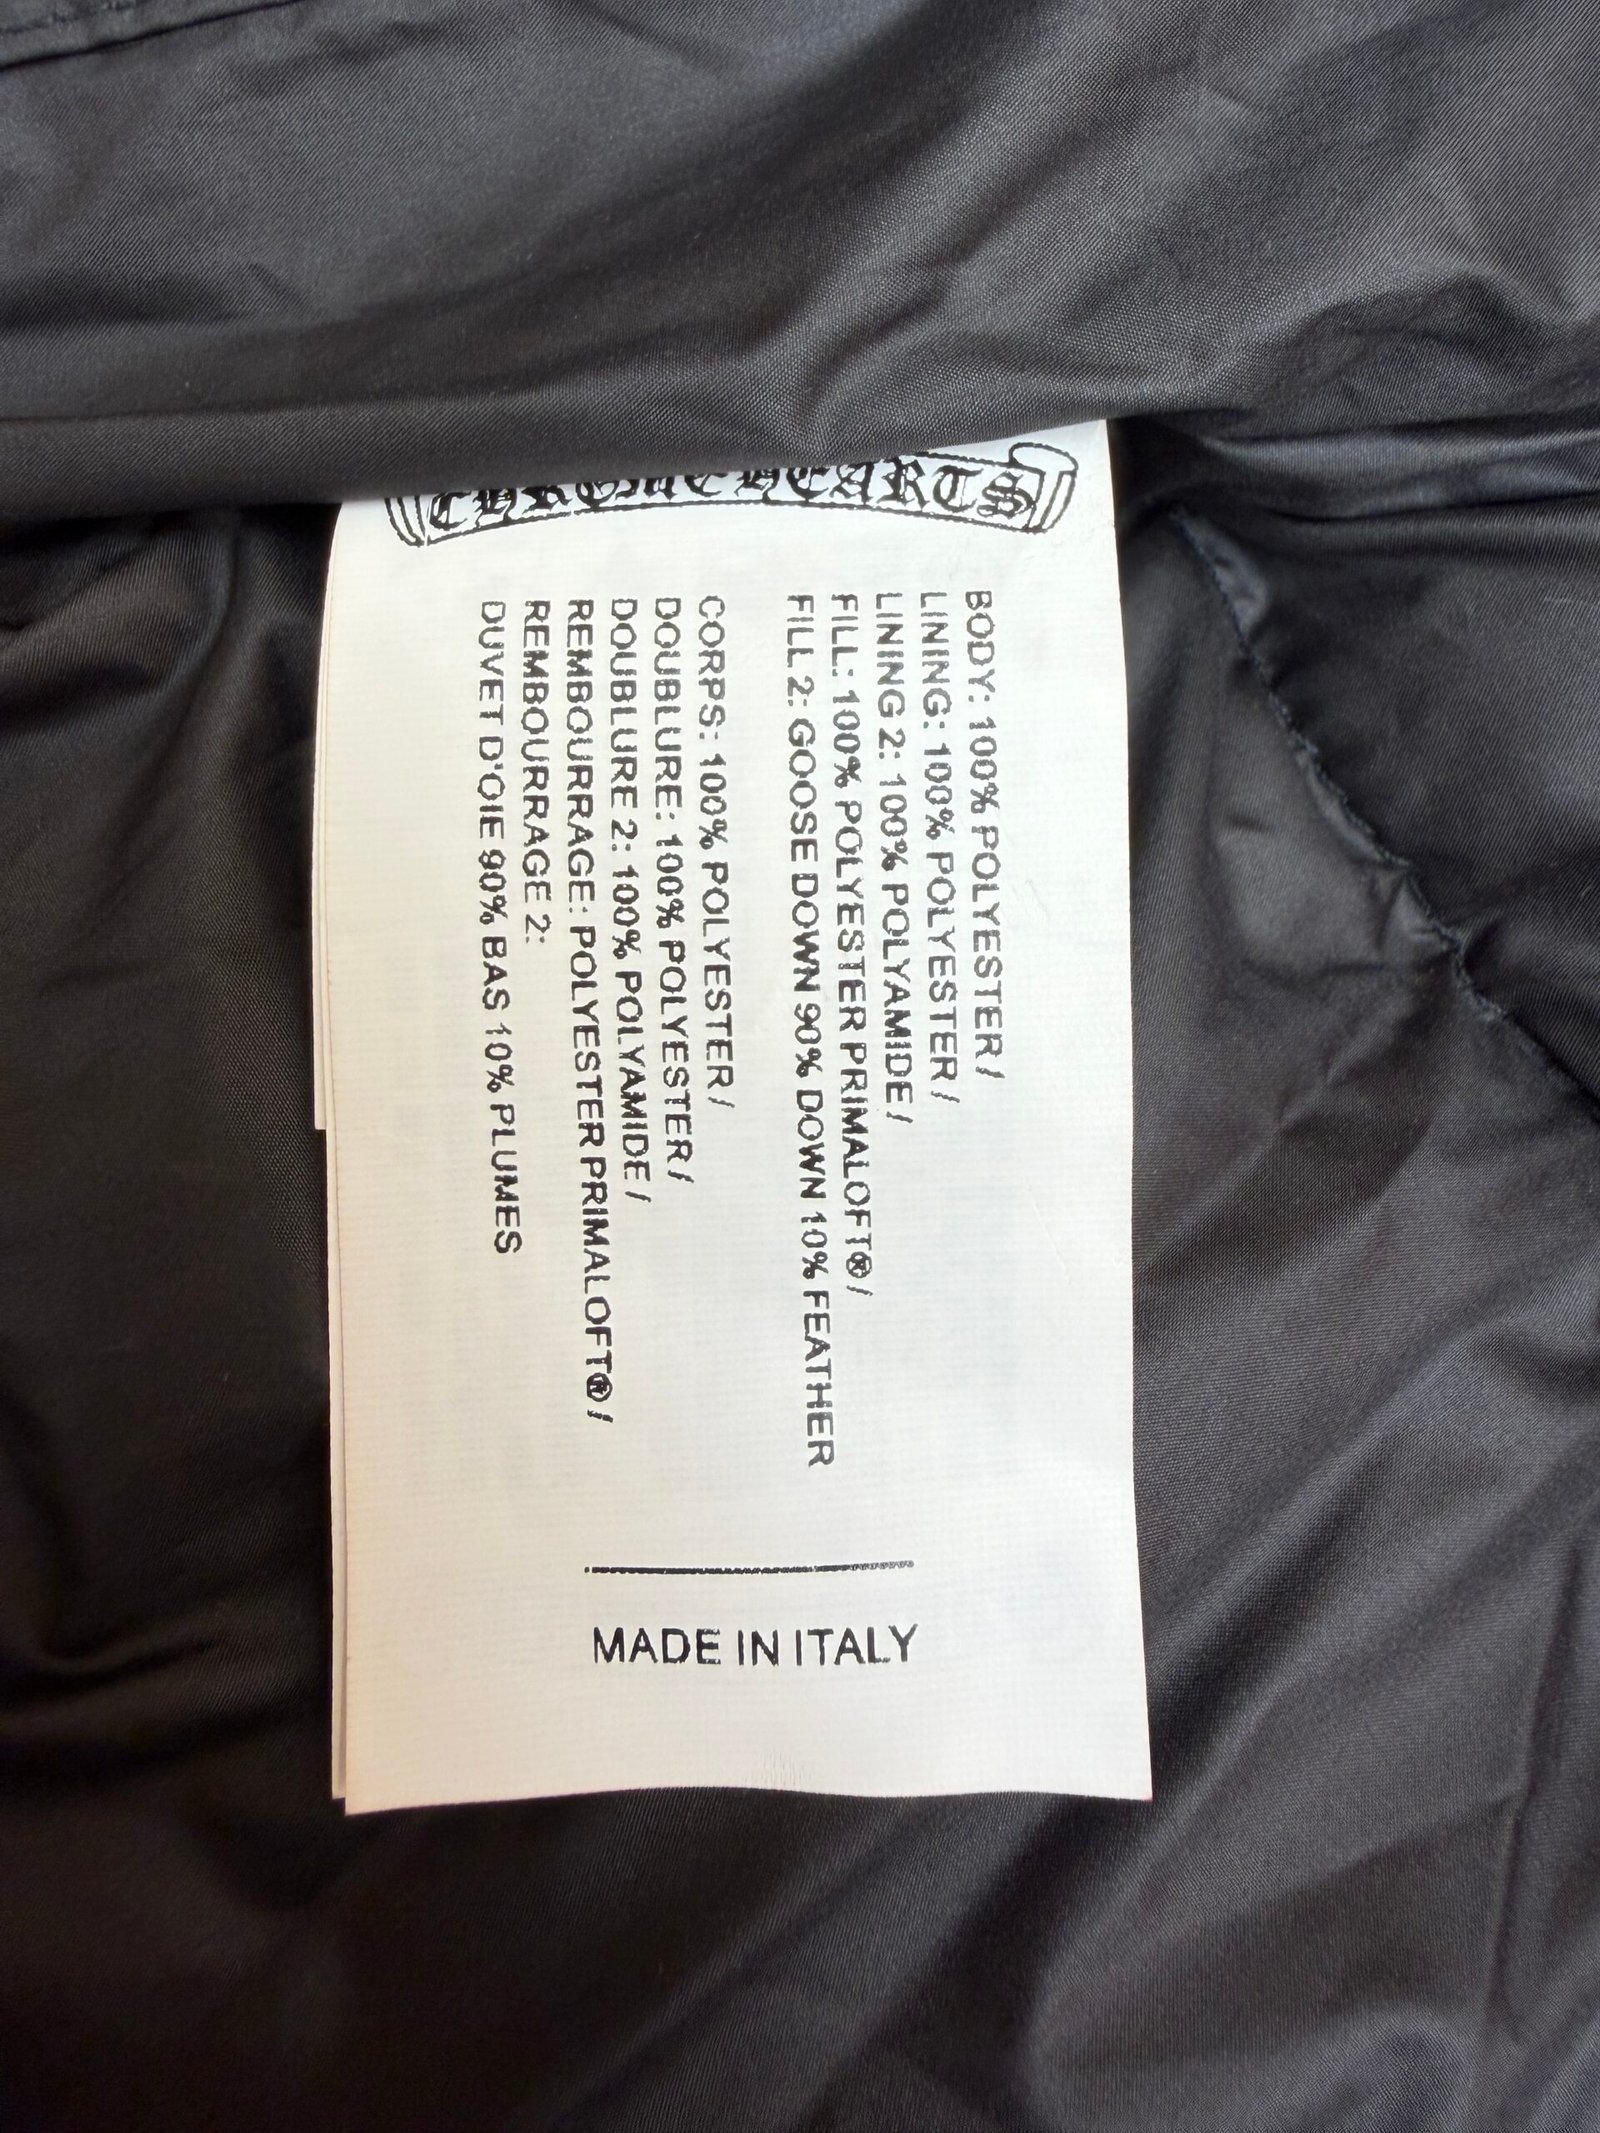 CHROME HEARTS
BODY: 100% POLYESTER /
LINING: 100% POLYESTER /
LINING 2: 100% POLYAMIDE /
FILL: 100% POLYESTER PRIMALOFT® /
FILL 2: GOOSE DOWN 90% DOWN 10% FEATHER
CORPS: 100% POLYESTER /
DOUBLURE: 100% POLYESTER /
DOUBLURE 2: 100% POLYAMIDE /
REMBOURRAGE: POLYESTER PRIMALOFT® /
REMBOURRAGE 2:
DUVET D'OIE 90% BAS 10% PLUMES
MADE IN ITALY